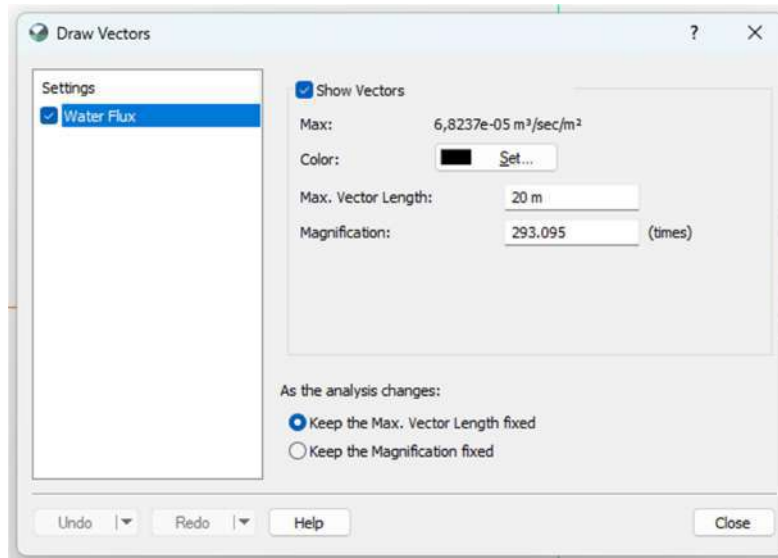 Draw Vectors
?
Settings
Water Flux
Show Vectors
Max: 6,8237e-05 m³/sec/m²
Color: Set...
Max. Vector Length: 20 m
Magnification: 293.095 (times)
As the analysis changes:
Keep the Max. Vector Length fixed
Keep the Magnification fixed
Undo Redo Help Close